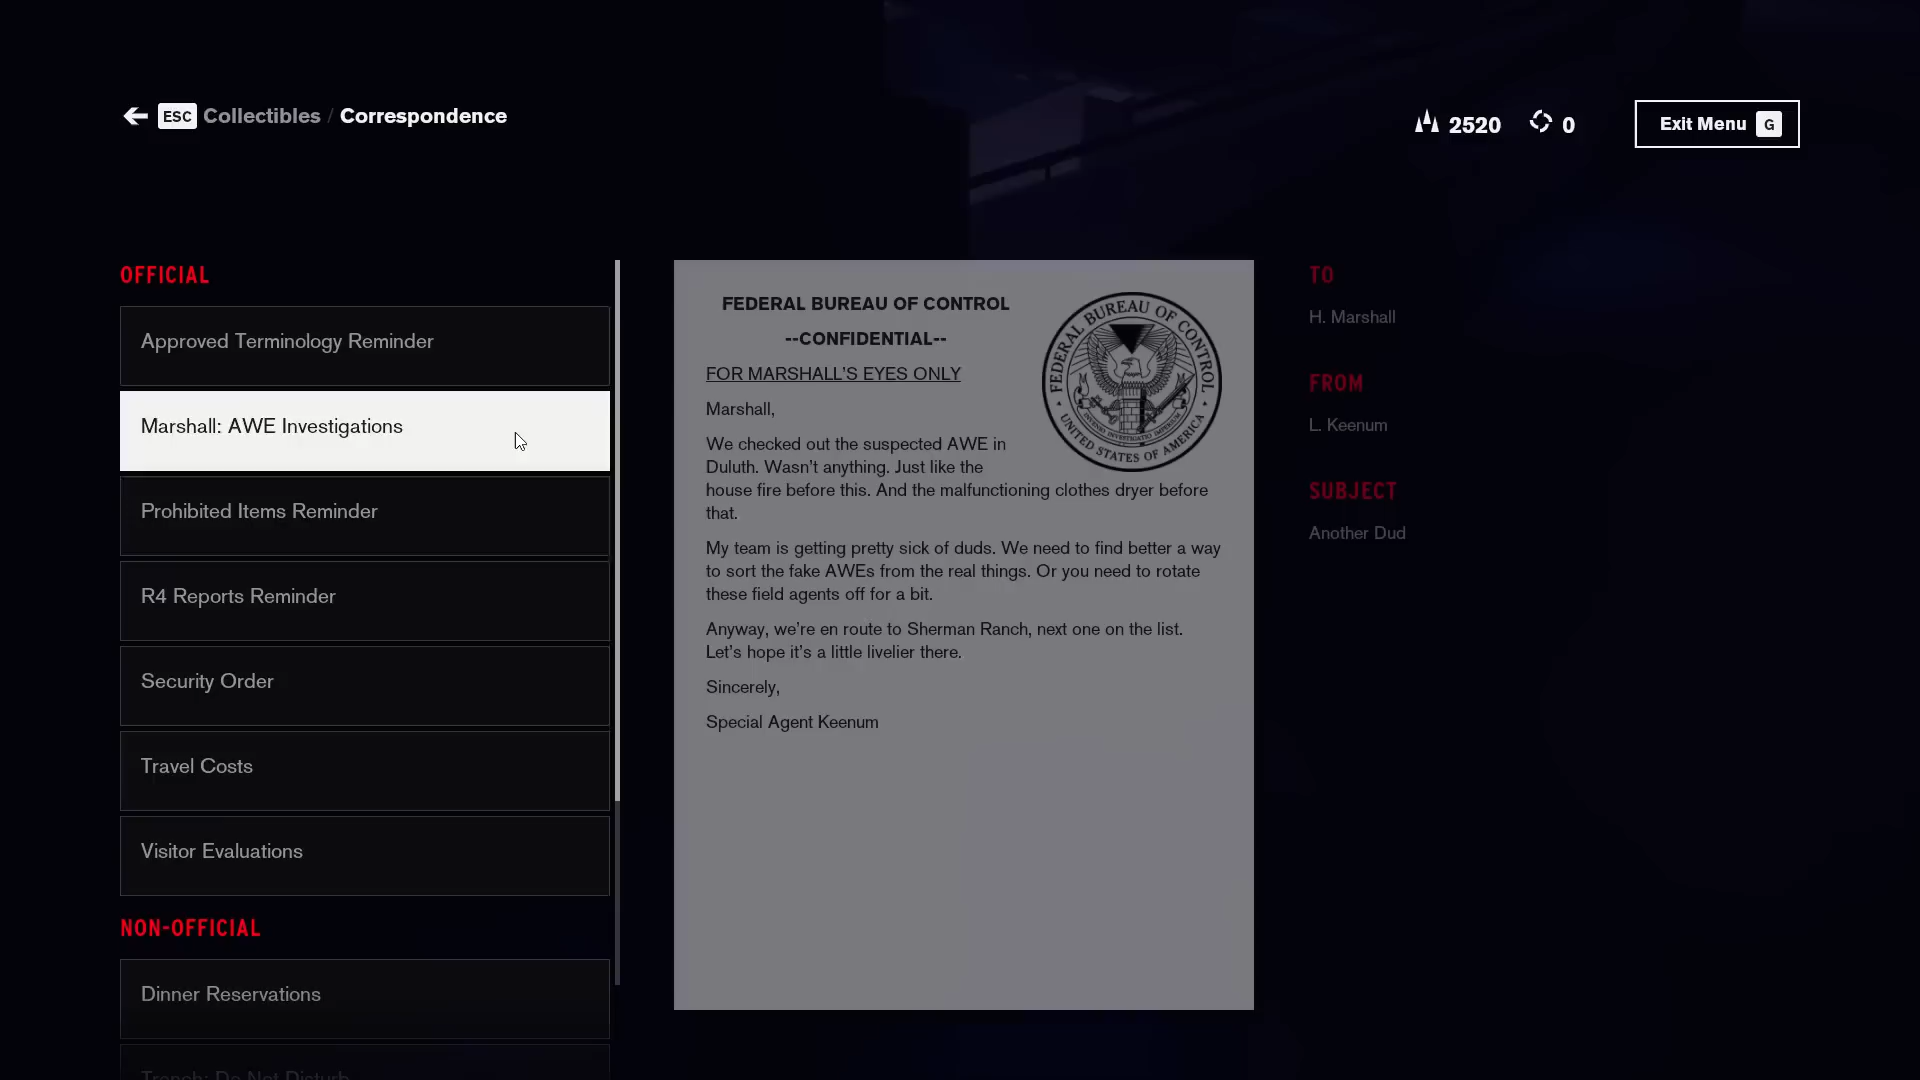 ESC Collectibles / Correspondence
2520
0
Exit Menu G
OFFICIAL
Approved Terminology Reminder
Marshall: AWE Investigations
Prohibited Items Reminder
R4 Reports Reminder
Security Order
Travel Costs
Visitor Evaluations
NON-OFFICIAL
Dinner Reservations
Trench: Do Not Disturb
FEDERAL BUREAU OF CONTROL
--CONFIDENTIAL--
FOR MARSHALL'S EYES ONLY
Marshall,
We checked out the suspected AWE in
Duluth. Wasn't anything. Just like the
house fire before this. And the malfunctioning clothes dryer before
that.
My team is getting pretty sick of duds. We need to find better a way
to sort the fake AWEs from the real things. Or you need to rotate
these field agents off for a bit.
Anyway, we're en route to Sherman Ranch, next one on the list.
Let's hope it's a little livelier there.
Sincerely,
Special Agent Keenum
FEDERAL BUREAU OF CONTROL
UNITED STATES OF AMERICA
TO
H. Marshall
FROM
L. Keenum
SUBJECT
Another Dud